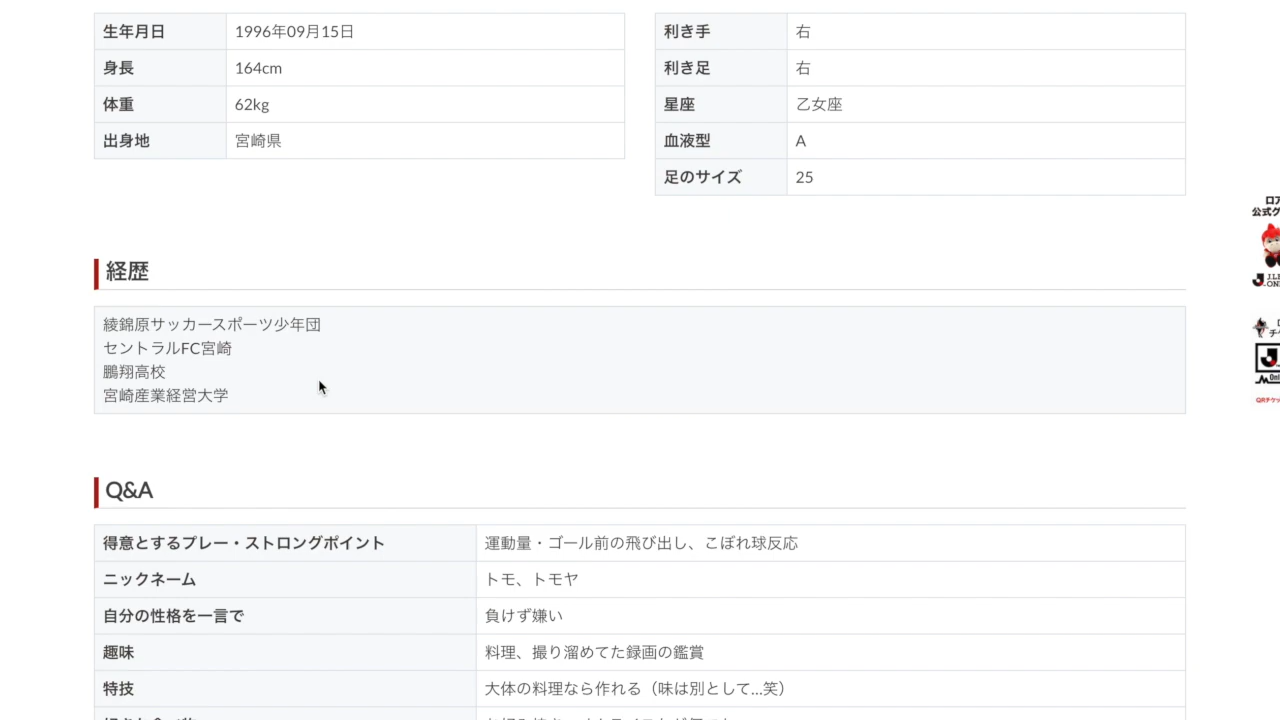 生年月日 1996年09月15日
身長 164cm
体重 62kg
出身地 宮崎県
利き手 右
利き足 右
星座 乙女座
血液型 A
足のサイズ 25
経歴
綾錦原サッカースポーツ少年団
セントラルFC宮崎
鵬翔高校
宮崎産業経営大学
Q&A
得意とするプレー・ストロングポイント 運動量・ゴール前の飛び出し、こぼれ球反応
ニックネーム トモ、トモヤ
自分の性格を一言で 負けず嫌い
趣味 料理、撮り溜めてた録画の鑑賞
特技 大体の料理なら作れる（味は別として...笑）